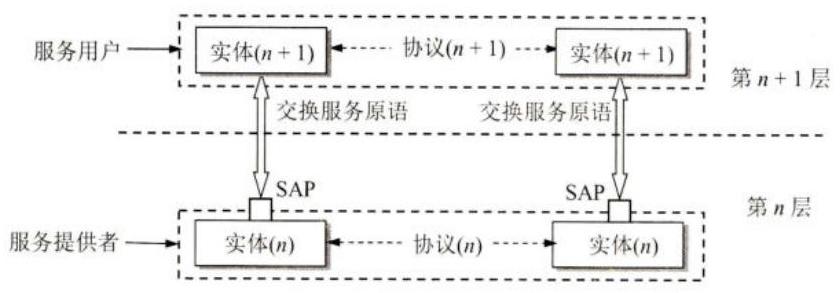 服务用户 实体(n + 1) 协议(n + 1) 实体(n + 1)
第 n + 1 层
交换服务原语 交换服务原语
SAP SAP
第 n 层
服务提供者 实体(n) 协议(n) 实体(n)